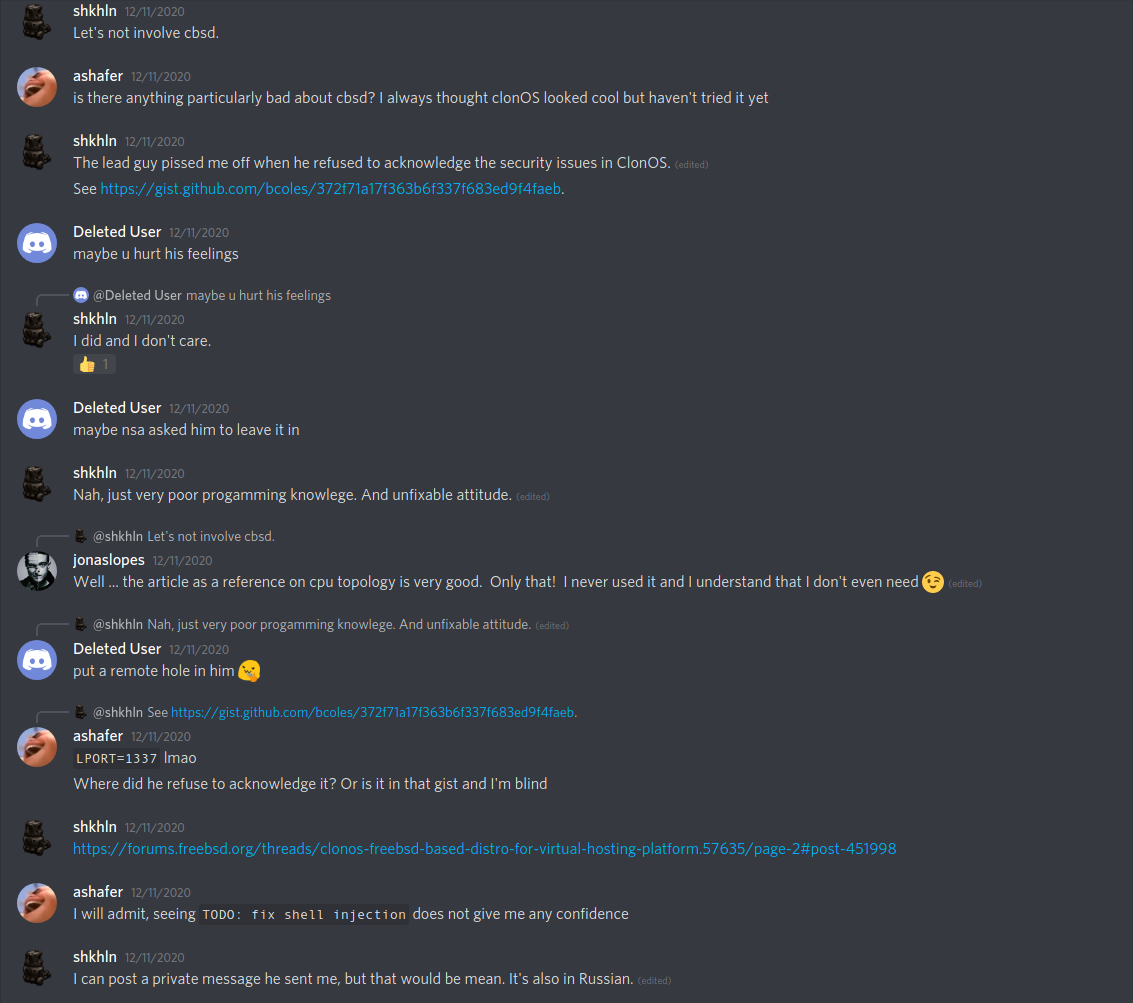 shkhln 12/11/2020
Let's not involve cbsd.
ashafer 12/11/2020
is there anything particularly bad about cbsd? I always thought clonOS looked cool but haven't tried it yet
shkhln 12/11/2020
The lead guy pissed me off when he refused to acknowledge the security issues in ClonOS. (edited)
See https://gist.github.com/bcoles/372f71a17f363b6f337f683ed9f4faeb.
Deleted User 12/11/2020
maybe u hurt his feelings
@Deleted User maybe u hurt his feelings
shkhln 12/11/2020
I did and I don't care.
👍 1
Deleted User 12/11/2020
maybe nsa asked him to leave it in
shkhln 12/11/2020
Nah, just very poor progamming knowlege. And unfixable attitude. (edited)
@shkhln Let's not involve cbsd.
jonaslopes 12/11/2020
Well ... the article as a reference on cpu topology is very good. Only that! I never used it and I understand that I don't even need 😉 (edited)
@shkhln Nah, just very poor progamming knowlege. And unfixable attitude. (edited)
Deleted User 12/11/2020
put a remote hole in him
@shkhln See https://gist.github.com/bcoles/372f71a17f363b6f337f683ed9f4faeb.
ashafer 12/11/2020
LPORT=1337 lmao
Where did he refuse to acknowledge it? Or is it in that gist and I'm blind
shkhln 12/11/2020
https://forums.freebsd.org/threads/clonos-freebsd-based-distro-for-virtual-hosting-platform.57635/page-2#post-451998
ashafer 12/11/2020
I will admit, seeing TODO: fix shell injection does not give me any confidence
shkhln 12/11/2020
I can post a private message he sent me, but that would be mean. It's also in Russian. (edited)